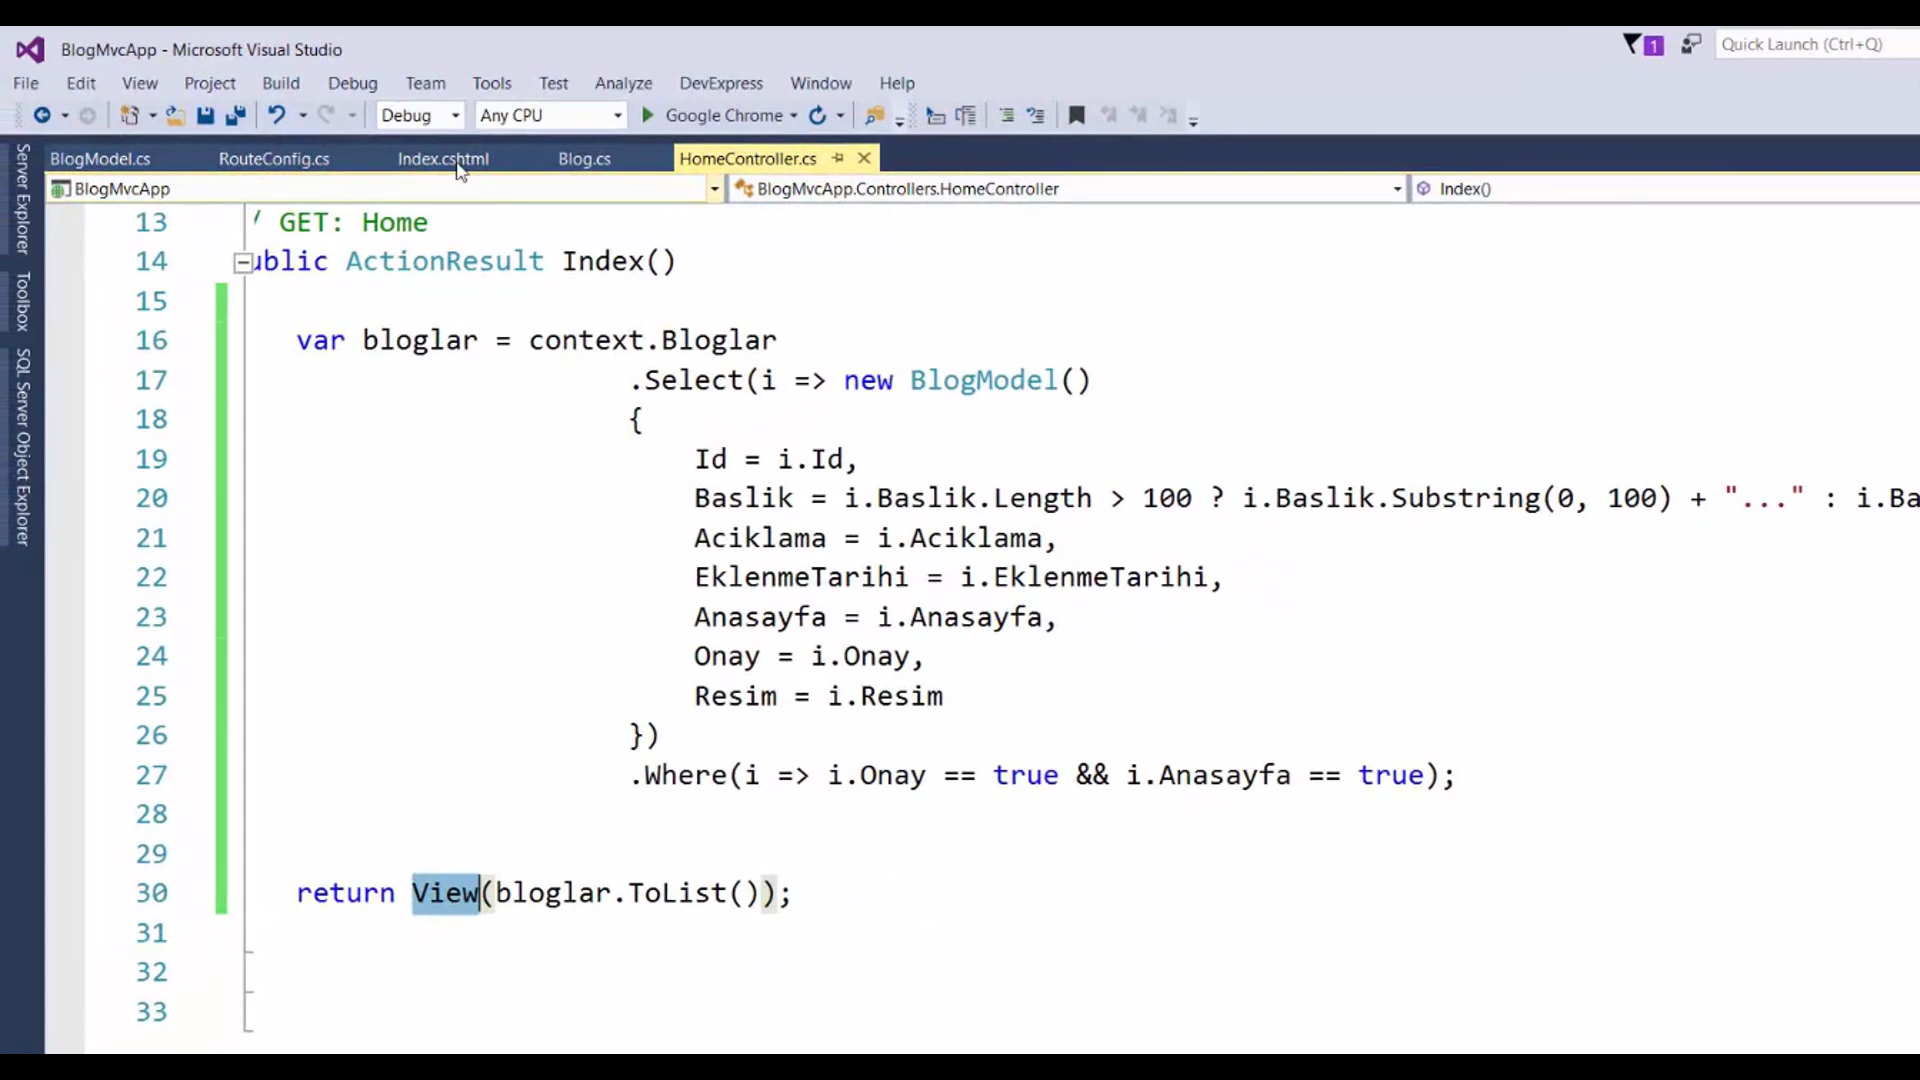 BlogMvcApp - Microsoft Visual Studio
1
Quick Launch (Ctrl+Q)
File Edit View Project Build Debug Team Tools Test Analyze DevExpress Window Help
Debug Any CPU Google Chrome
BlogModel.cs RouteConfig.cs Index.cshtml Blog.cs HomeController.cs
BlogMvcApp BlogMvcApp.Controllers.HomeController Index()
Server Explorer
Toolbox
SQL Server Object Explorer
13 / GET: Home
14 ublic ActionResult Index()
15
16 var bloglar = context.Bloglar
17 .Select(i => new BlogModel()
18 {
19 Id = i.Id,
20 Baslik = i.Baslik.Length > 100 ? i.Baslik.Substring(0, 100) + "..." : i.Ba
21 Aciklama = i.Aciklama,
22 EklenmeTarihi = i.EklenmeTarihi,
23 Anasayfa = i.Anasayfa,
24 Onay = i.Onay,
25 Resim = i.Resim
26 })
27 .Where(i => i.Onay == true && i.Anasayfa == true);
28
29
30 return View(bloglar.ToList());
31
32
33